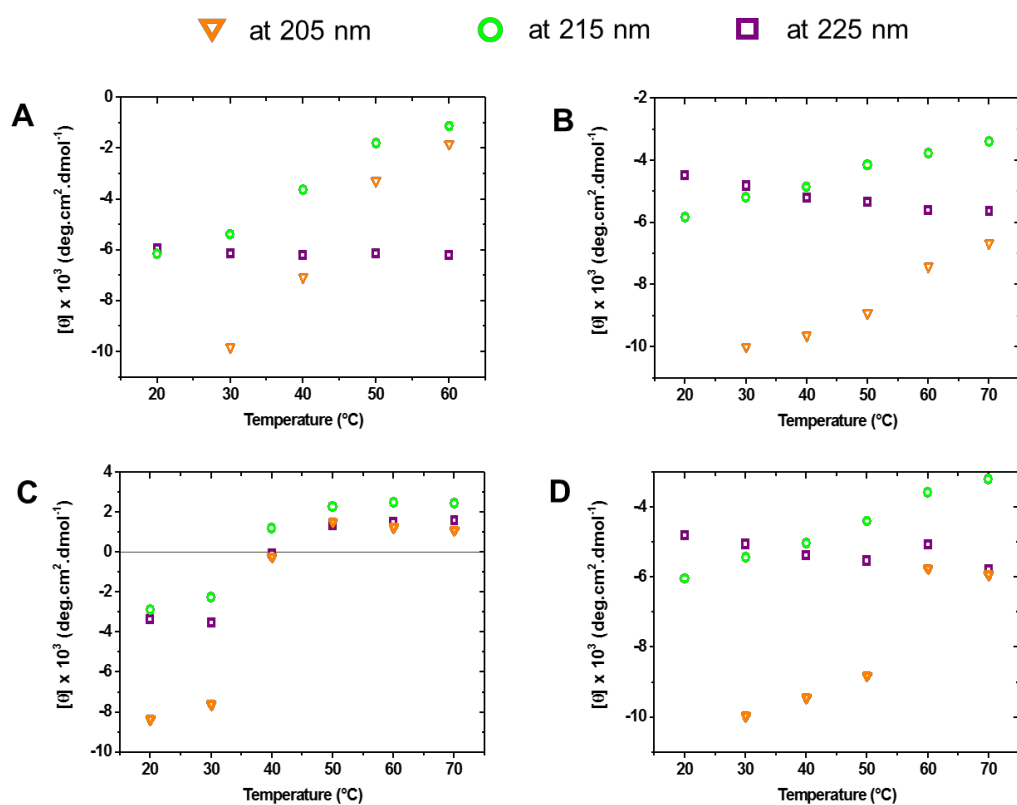 at 205 nm at 215 nm at 225 nm
A
0
-2
-4
-6
-8
-10
[θ] x 10³ (deg.cm².dmol⁻¹)
20 30 40 50 60
Temperature (°C)
B
-2
-4
-6
-8
-10
[θ] x 10³ (deg.cm².dmol⁻¹)
20 30 40 50 60 70
Temperature (°C)
C
4
2
0
-2
-4
-6
-8
-10
[θ] x 10³ (deg.cm².dmol⁻¹)
20 30 40 50 60 70
Temperature (°C)
D
-4
-6
-8
-10
[θ] x 10³ (deg.cm².dmol⁻¹)
20 30 40 50 60 70
Temperature (°C)